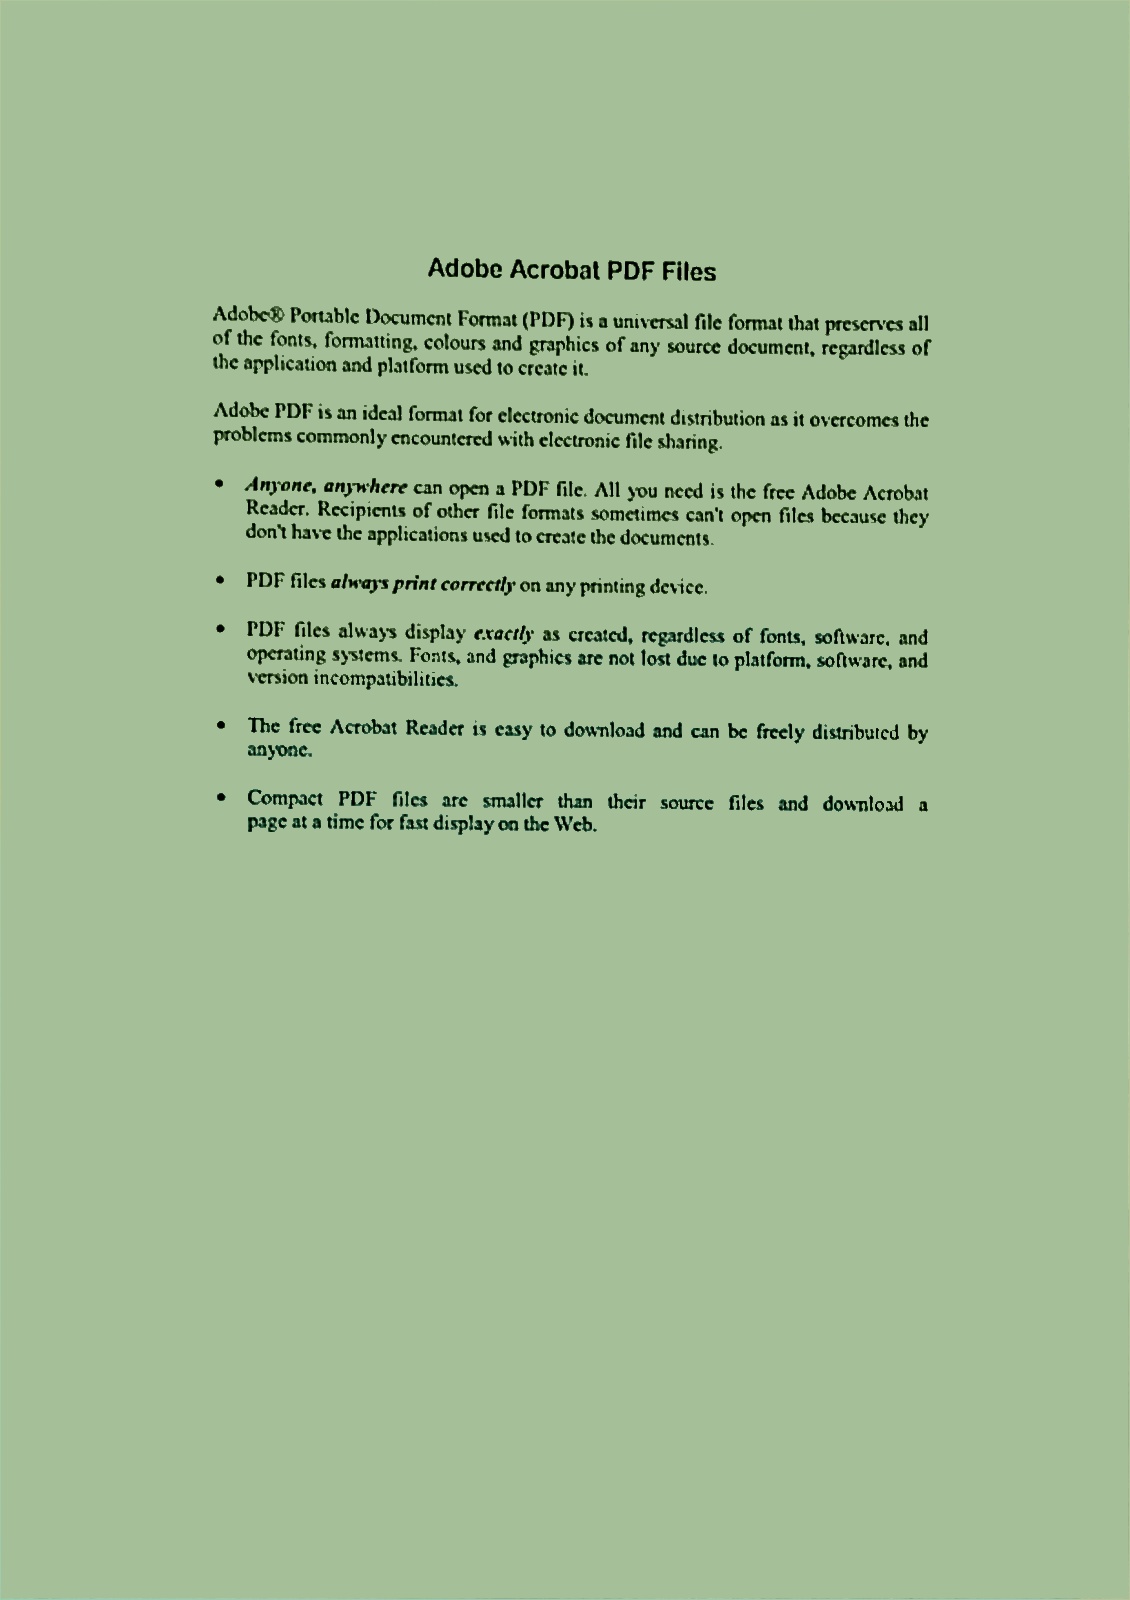 Adobe Acrobat PDF Files
Adobe® Portable Document Format (PDF) is a universal file format that preserves all
of the fonts, formatting, colours and graphics of any source document, regardless of
the application and platform used to create it.
Adobe PDF is an ideal format for electronic document distribution as it overcomes the
problems commonly encountered with electronic file sharing.
• Anyone, anywhere can open a PDF file. All you need is the free Adobe Acrobat
Reader. Recipients of other file formats sometimes can't open files because they
don't have the applications used to create the documents.
• PDF files always print correctly on any printing device.
• PDF files always display exactly as created, regardless of fonts, software, and
operating systems. Fonts, and graphics are not lost due to platform, software, and
version incompatibilities.
• The free Acrobat Reader is easy to download and can be freely distributed by
anyone.
• Compact PDF files are smaller than their source files and download a
page at a time for fast display on the Web.